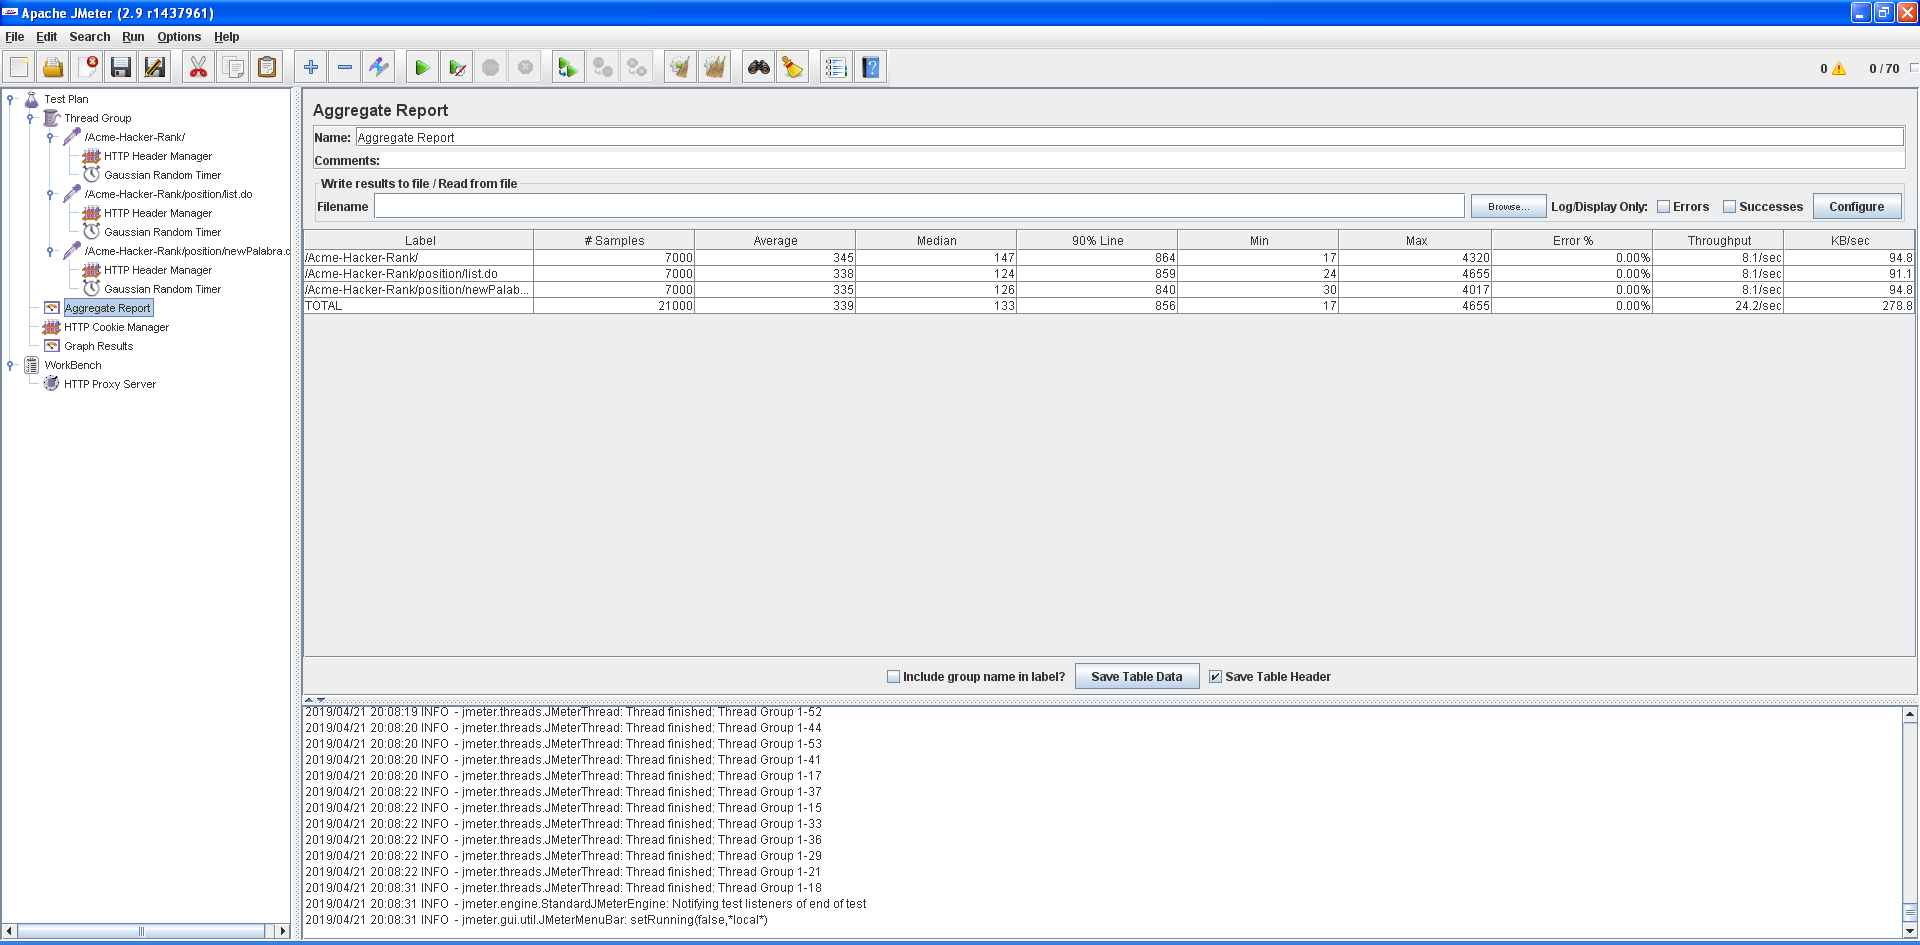 Apache JMeter (2.9 r1437961)
File Edit Search Run Options Help
0 0 / 70
Test Plan
Thread Group
/Acme-Hacker-Rank/
HTTP Header Manager
Gaussian Random Timer
/Acme-Hacker-Rank/position/list.do
HTTP Header Manager
Gaussian Random Timer
/Acme-Hacker-Rank/position/newPalabra.c
HTTP Header Manager
Gaussian Random Timer
Aggregate Report
HTTP Cookie Manager
Graph Results
WorkBench
HTTP Proxy Server
Aggregate Report
Name: Aggregate Report
Comments:
Write results to file / Read from file
Filename Browse... Log/Display Only: Errors Successes Configure
Label # Samples Average Median 90% Line Min Max Error % Throughput KB/sec
/Acme-Hacker-Rank/ 7000 345 147 864 17 4320 0.00% 8.1/sec 94.8
/Acme-Hacker-Rank/position/list.do 7000 338 124 859 24 4655 0.00% 8.1/sec 91.1
/Acme-Hacker-Rank/position/newPalab... 7000 335 126 840 30 4017 0.00% 8.1/sec 94.8
TOTAL 21000 339 133 856 17 4655 0.00% 24.2/sec 278.8
Include group name in label? Save Table Data Save Table Header
2019/04/21 20:08:19 INFO - jmeter.threads.JMeterThread: Thread finished: Thread Group 1-52
2019/04/21 20:08:20 INFO - jmeter.threads.JMeterThread: Thread finished: Thread Group 1-44
2019/04/21 20:08:20 INFO - jmeter.threads.JMeterThread: Thread finished: Thread Group 1-53
2019/04/21 20:08:20 INFO - jmeter.threads.JMeterThread: Thread finished: Thread Group 1-41
2019/04/21 20:08:20 INFO - jmeter.threads.JMeterThread: Thread finished: Thread Group 1-17
2019/04/21 20:08:22 INFO - jmeter.threads.JMeterThread: Thread finished: Thread Group 1-37
2019/04/21 20:08:22 INFO - jmeter.threads.JMeterThread: Thread finished: Thread Group 1-15
2019/04/21 20:08:22 INFO - jmeter.threads.JMeterThread: Thread finished: Thread Group 1-33
2019/04/21 20:08:22 INFO - jmeter.threads.JMeterThread: Thread finished: Thread Group 1-36
2019/04/21 20:08:22 INFO - jmeter.threads.JMeterThread: Thread finished: Thread Group 1-29
2019/04/21 20:08:22 INFO - jmeter.threads.JMeterThread: Thread finished: Thread Group 1-21
2019/04/21 20:08:31 INFO - jmeter.threads.JMeterThread: Thread finished: Thread Group 1-18
2019/04/21 20:08:31 INFO - jmeter.engine.StandardJMeterEngine: Notifying test listeners of end of test
2019/04/21 20:08:31 INFO - jmeter.gui.util.JMeterMenuBar: setRunning(false,*local*)